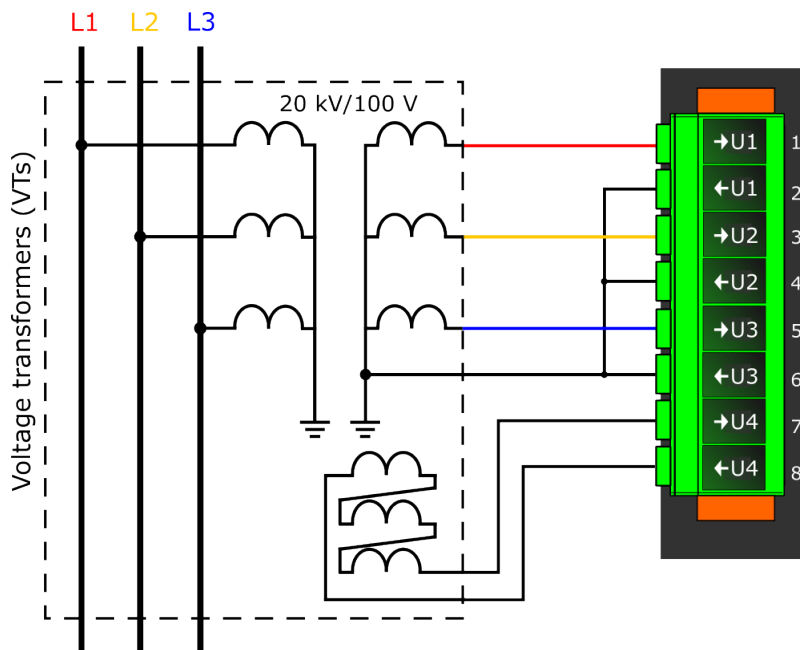 L1 L2 L3
20 kV/100 V
Voltage transformers (VTs)
→U1 1
←U1 2
→U2 3
←U2 4
→U3 5
←U3 6
→U4 7
←U4 8